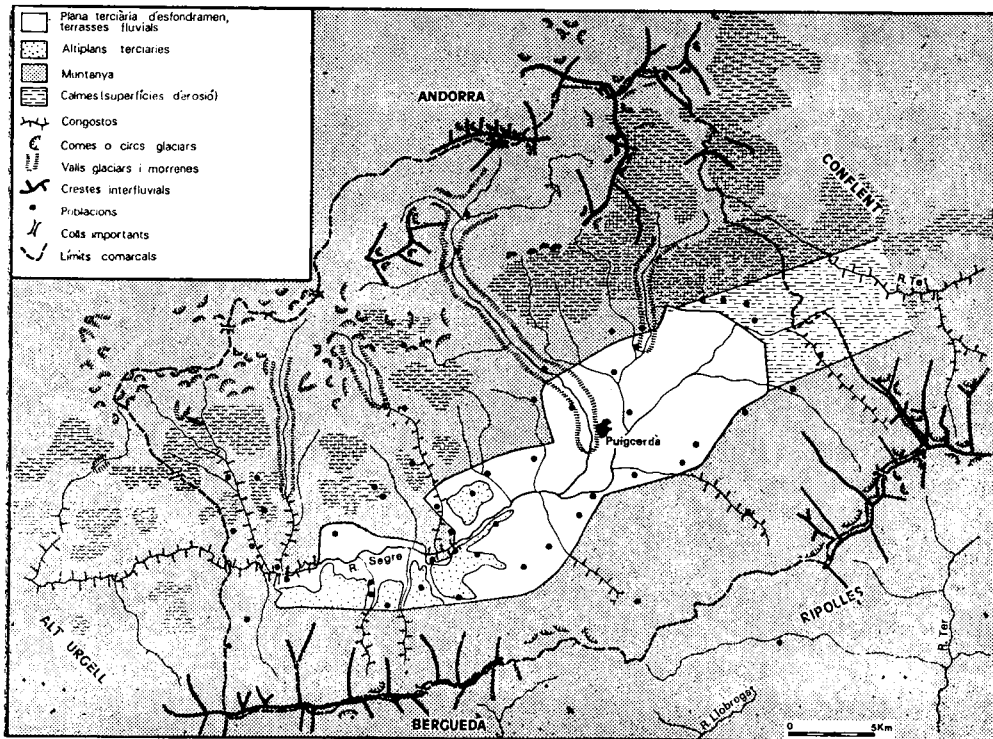 Plana terciària d'esfondrament,
terrasses fluvials
Altiplans terciaries
Muntanya
Calmes (superfícies d'erosió)
Congostos
Comes o circs glaciars
Valls glaciars i morrenes
Crestes interfluvials
Poblacions
Colls importants
Límits comarcals
ANDORRA
CONFLENT
R. Tet
Puigcerdà
R. Segre
ALT
URGELL
RIPOLLES
R. Ter
BERGUEDA
R. Llobregat
0 5Km